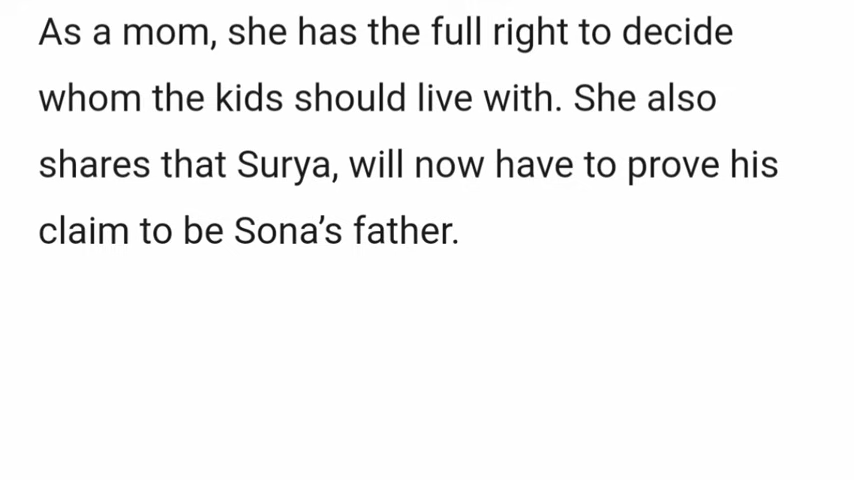 As a mom, she has the full right to decide
whom the kids should live with. She also
shares that Surya, will now have to prove his
claim to be Sona’s father.